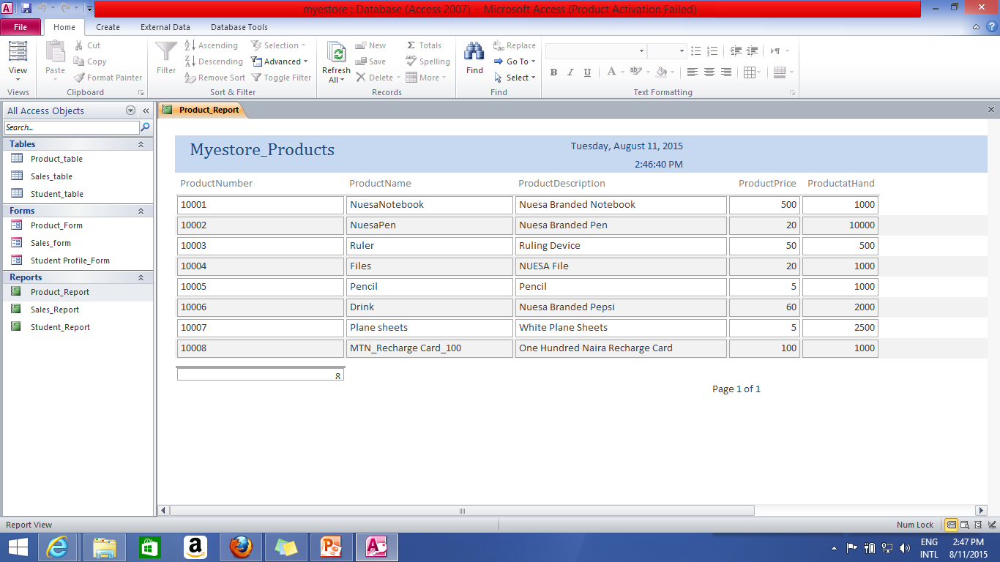 myestore : Database (Access 2007) - Microsoft Access (Product Activation Failed)
File Home Create External Data Database Tools
View
Paste
Cut
Copy
Format Painter
Filter
Ascending
Descending
Remove Sort
Selection
Advanced
Toggle Filter
Refresh
All
New
Save
Delete
Totals
Spelling
More
Find
Replace
Go To
Select
B I U A ab
Views Clipboard Sort & Filter Records Find Text Formatting
All Access Objects
Search...
Tables
Product_table
Sales_table
Student_table
Forms
Product_Form
Sales_form
Student Profile_Form
Reports
Product_Report
Sales_Report
Student_Report
Product_Report
Myestore_Products Tuesday, August 11, 2015
2:46:40 PM
ProductNumber ProductName ProductDescription ProductPrice ProductatHand
10001 NuesaNotebook Nuesa Branded Notebook 500 1000
10002 NuesaPen Nuesa Branded Pen 20 10000
10003 Ruler Ruling Device 50 500
10004 Files NUESA File 20 1000
10005 Pencil Pencil 5 1000
10006 Drink Nuesa Branded Pepsi 60 2000
10007 Plane sheets White Plane Sheets 5 2500
10008 MTN_Recharge Card_100 One Hundred Naira Recharge Card 100 1000
8
Page 1 of 1
Report View Num Lock
ENG 2:47 PM
INTL 8/11/2015